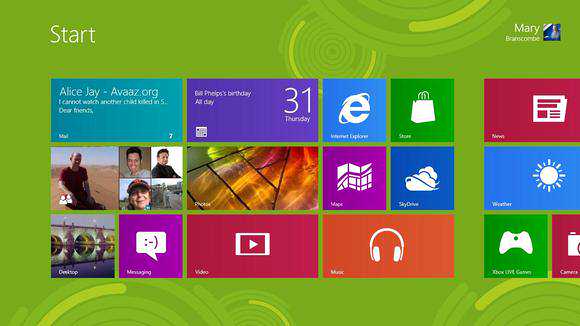 Start
Mary
Branscombe
Alice Jay - Avaaz.org
I cannot watch another child killed in S...
Dear friends,
Mail
7
Bill Phelps's birthday
All day
31
Thursday
Internet Explorer
Store
News
Photos
Maps
SkyDrive
Weather
Desktop
Messaging
:-)
Video
Music
Xbox LIVE Games
Camera